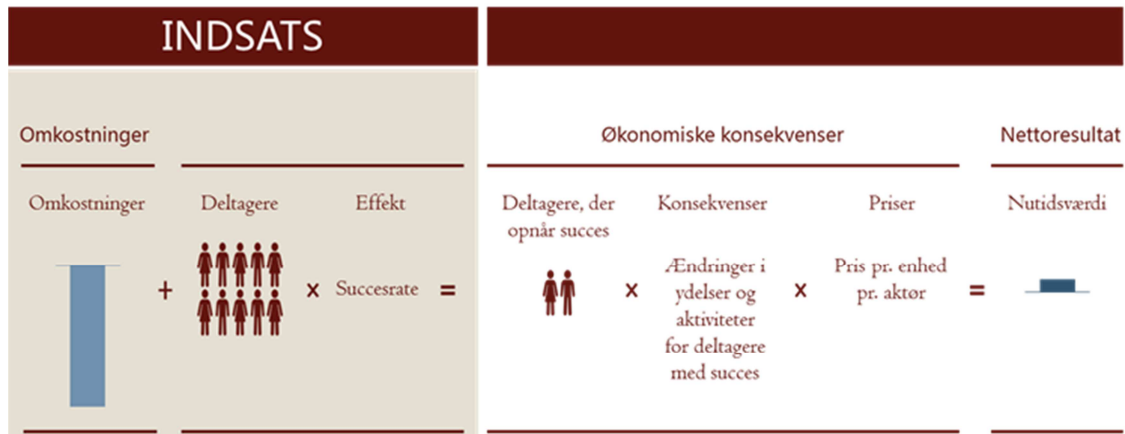 INDSATS
Omkostninger
Økonomiske konsekvenser
Nettoresultat
Omkostninger
Deltagere
Effekt
Deltagere, der
opnår succes
Konsekvenser
Priser
Nutidsværdi
+
x
Succesrate
=
x
Ændringer i
ydelser og
aktiviteter
for deltagere
med succes
x
Pris pr. enhed
pr. aktør
=